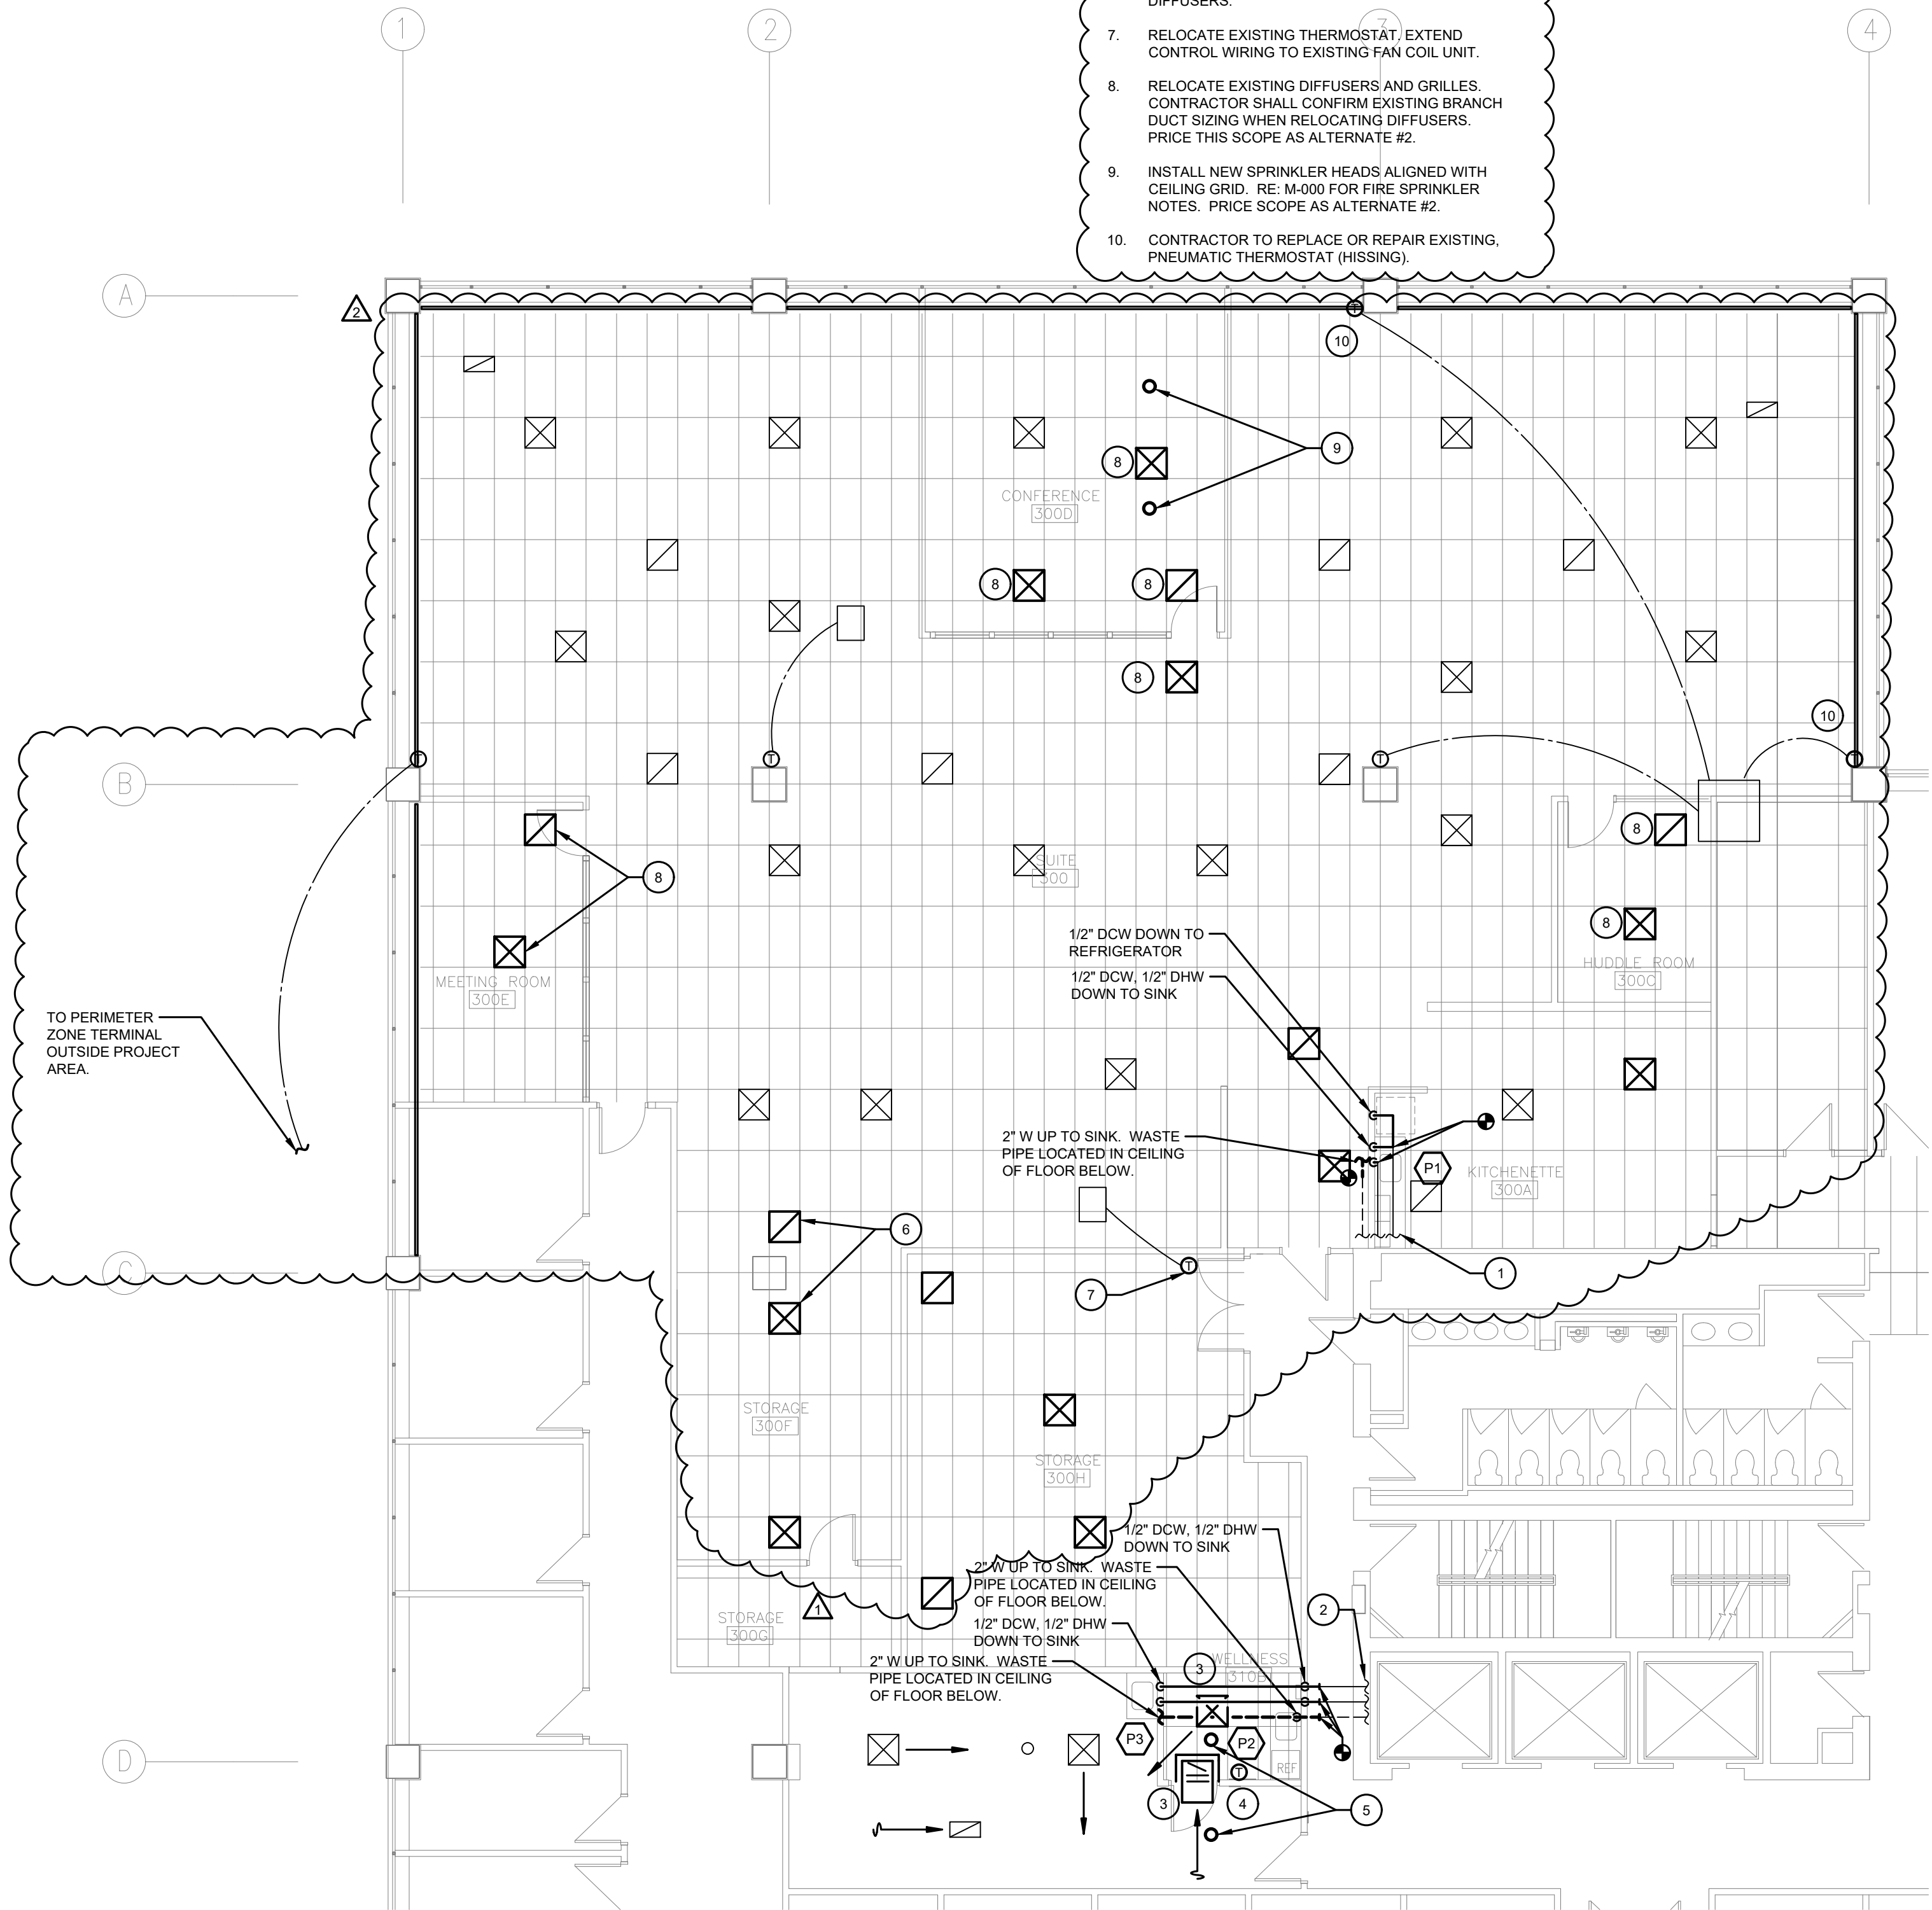 DIFFUSERS.
1
2
3
4
7. RELOCATE EXISTING THERMOSTAT. EXTEND
CONTROL WIRING TO EXISTING FAN COIL UNIT.
8. RELOCATE EXISTING DIFFUSERS AND GRILLES.
CONTRACTOR SHALL CONFIRM EXISTING BRANCH
DUCT SIZING WHEN RELOCATING DIFFUSERS.
PRICE THIS SCOPE AS ALTERNATE #2.
9. INSTALL NEW SPRINKLER HEADS ALIGNED WITH
CEILING GRID. RE: M-000 FOR FIRE SPRINKLER
NOTES. PRICE SCOPE AS ALTERNATE #2.
10. CONTRACTOR TO REPLACE OR REPAIR EXISTING,
PNEUMATIC THERMOSTAT (HISSING).
A
2
T
10
9
8
CONFERENCE
300D
8
8
8
10
B
T
T
T
T
8
8
SUITE
300
8
1/2" DCW DOWN TO
REFRIGERATOR
HUDDLE ROOM
300C
1/2" DCW, 1/2" DHW
DOWN TO SINK
MEETING ROOM
300E
TO PERIMETER
ZONE TERMINAL
OUTSIDE PROJECT
AREA.
2" W UP TO SINK. WASTE
PIPE LOCATED IN CEILING
OF FLOOR BELOW.
P1
KITCHENETTE
300A
6
C
T
7
1
STORAGE
300F
STORAGE
300H
1/2" DCW, 1/2" DHW
DOWN TO SINK
2" W UP TO SINK. WASTE
PIPE LOCATED IN CEILING
OF FLOOR BELOW.
1
2
STORAGE
300G
1/2" DCW, 1/2" DHW
DOWN TO SINK
2" W UP TO SINK. WASTE
PIPE LOCATED IN CEILING
OF FLOOR BELOW.
WELLNESS
3
P3
P2
D
T
REF
3
4
5